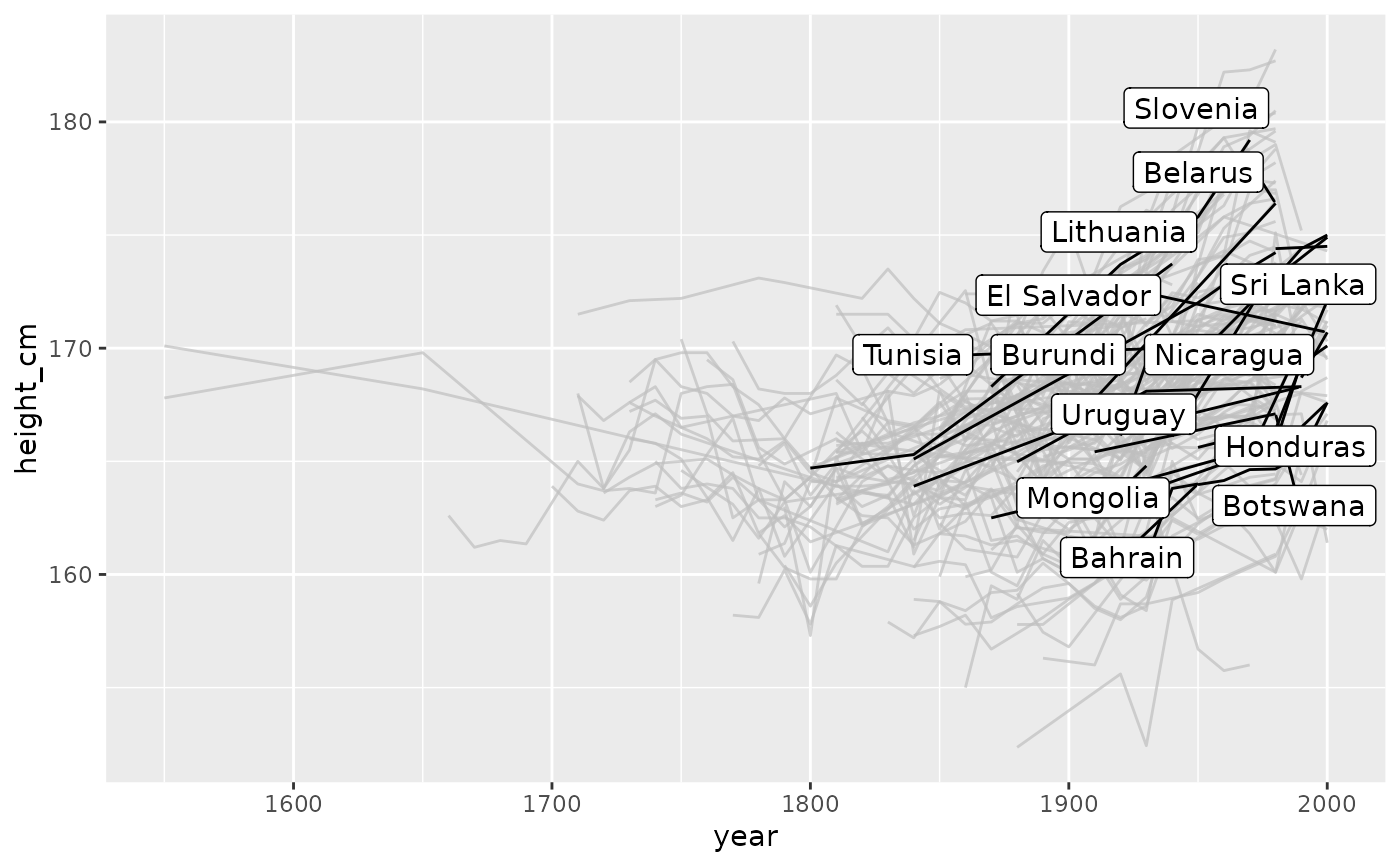 180
170
160
height_cm
Slovenia
Belarus
Lithuania
El Salvador
Sri Lanka
Tunisia
Burundi
Nicaragua
Uruguay
Honduras
Mongolia
Botswana
Bahrain
1600
1700
1800
1900
2000
year